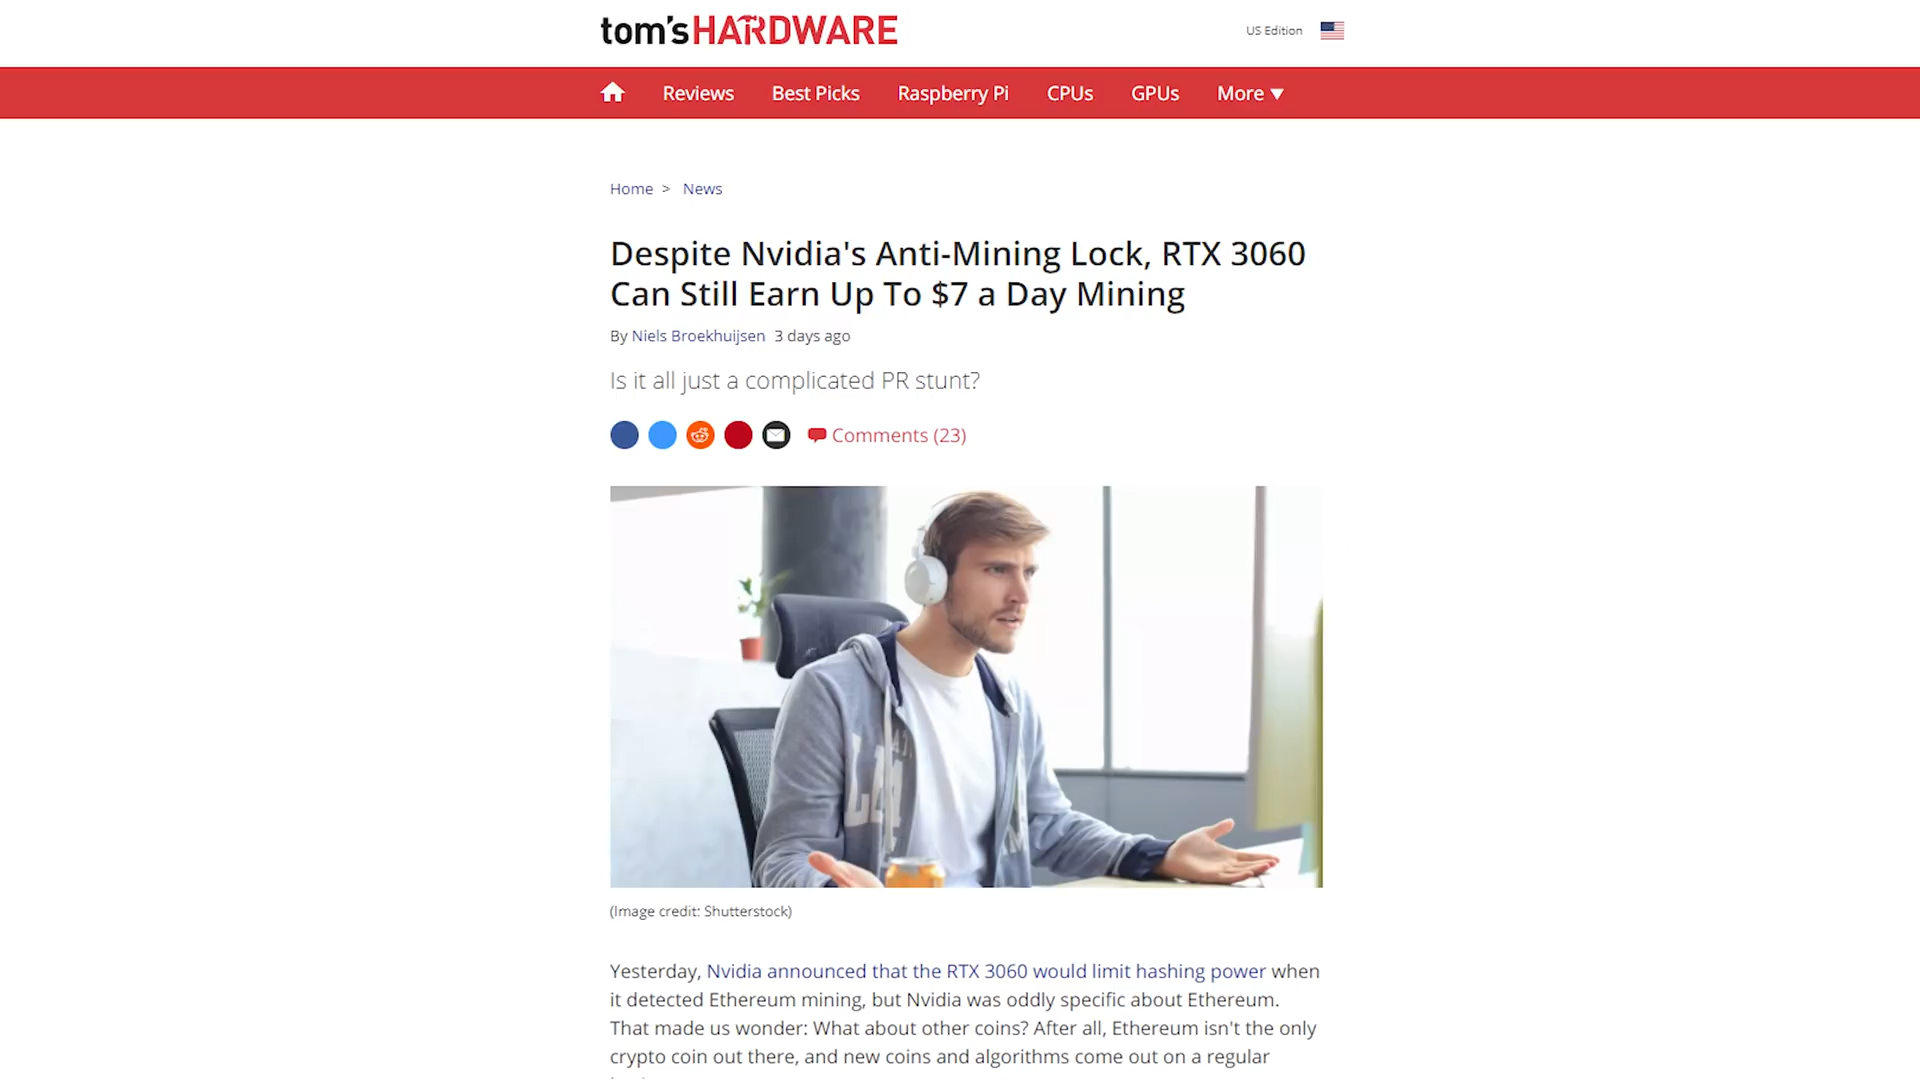 tom's HARDWARE
US Edition
Reviews Best Picks Raspberry Pi CPUs GPUs More ▼
Home > News
Despite Nvidia's Anti-Mining Lock, RTX 3060
Can Still Earn Up To $7 a Day Mining
By Niels Broekhuijsen 3 days ago
Is it all just a complicated PR stunt?
Comments (23)
(Image credit: Shutterstock)
Yesterday, Nvidia announced that the RTX 3060 would limit hashing power when
it detected Ethereum mining, but Nvidia was oddly specific about Ethereum.
That made us wonder: What about other coins? After all, Ethereum isn't the only
crypto coin out there, and new coins and algorithms come out on a regular